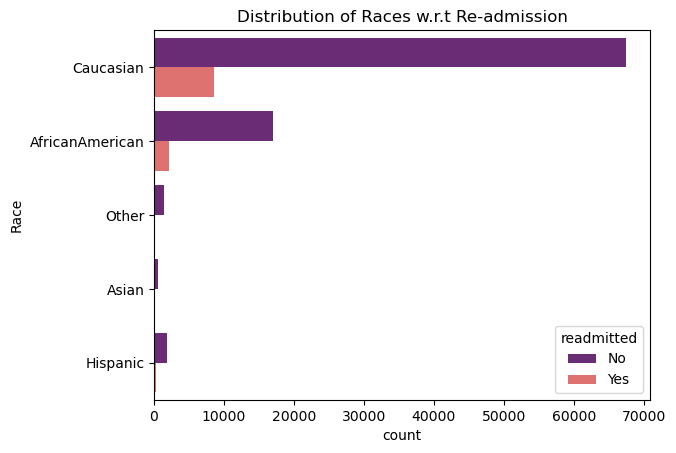 Distribution of Races w.r.t Re-admission
Race
Caucasian
AfricanAmerican
Other
Asian
Hispanic
readmitted
No
Yes
0 10000 20000 30000 40000 50000 60000 70000
count